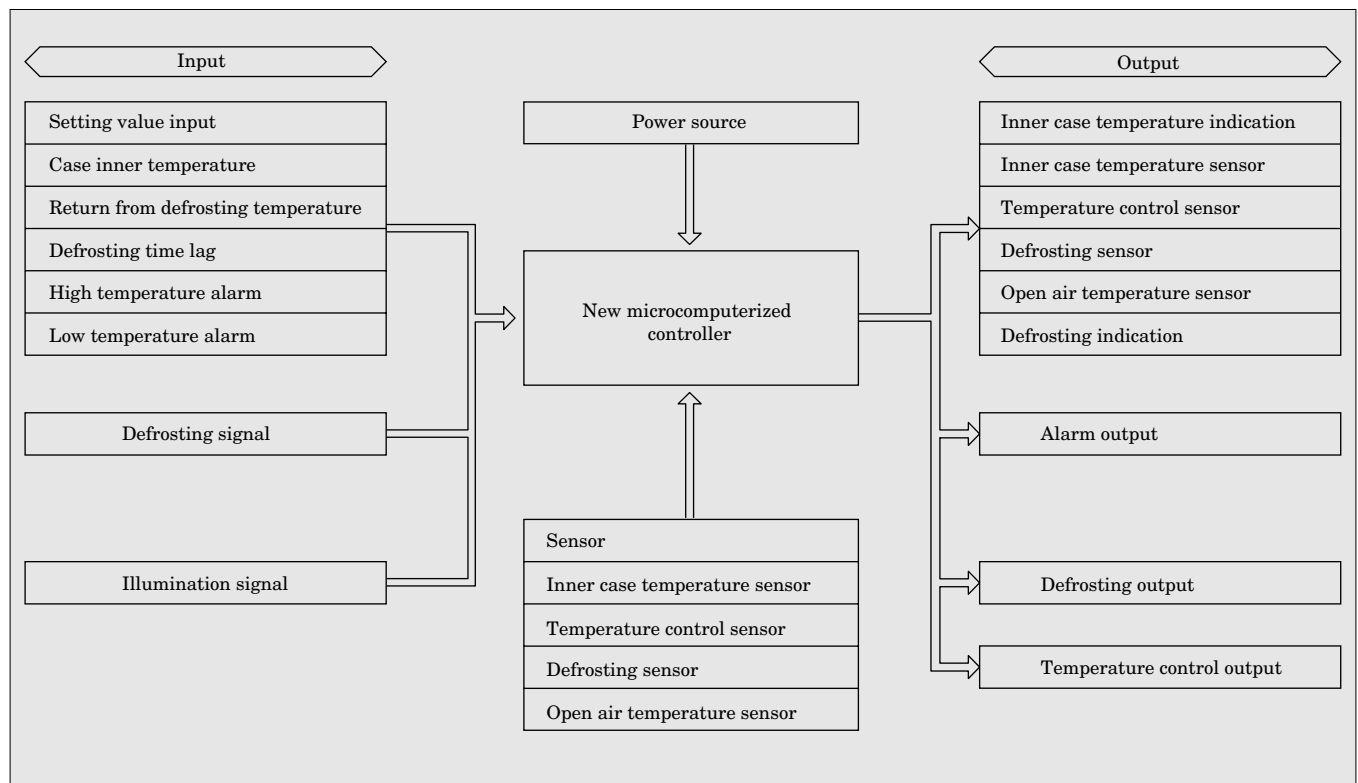 Input
Setting value input
Case inner temperature
Return from defrosting temperature
Defrosting time lag
High temperature alarm
Low temperature alarm
Defrosting signal
Illumination signal
Power source
New microcomputerized
controller
Sensor
Inner case temperature sensor
Temperature control sensor
Defrosting sensor
Open air temperature sensor
Output
Inner case temperature indication
Inner case temperature sensor
Temperature control sensor
Defrosting sensor
Open air temperature sensor
Defrosting indication
Alarm output
Defrosting output
Temperature control output